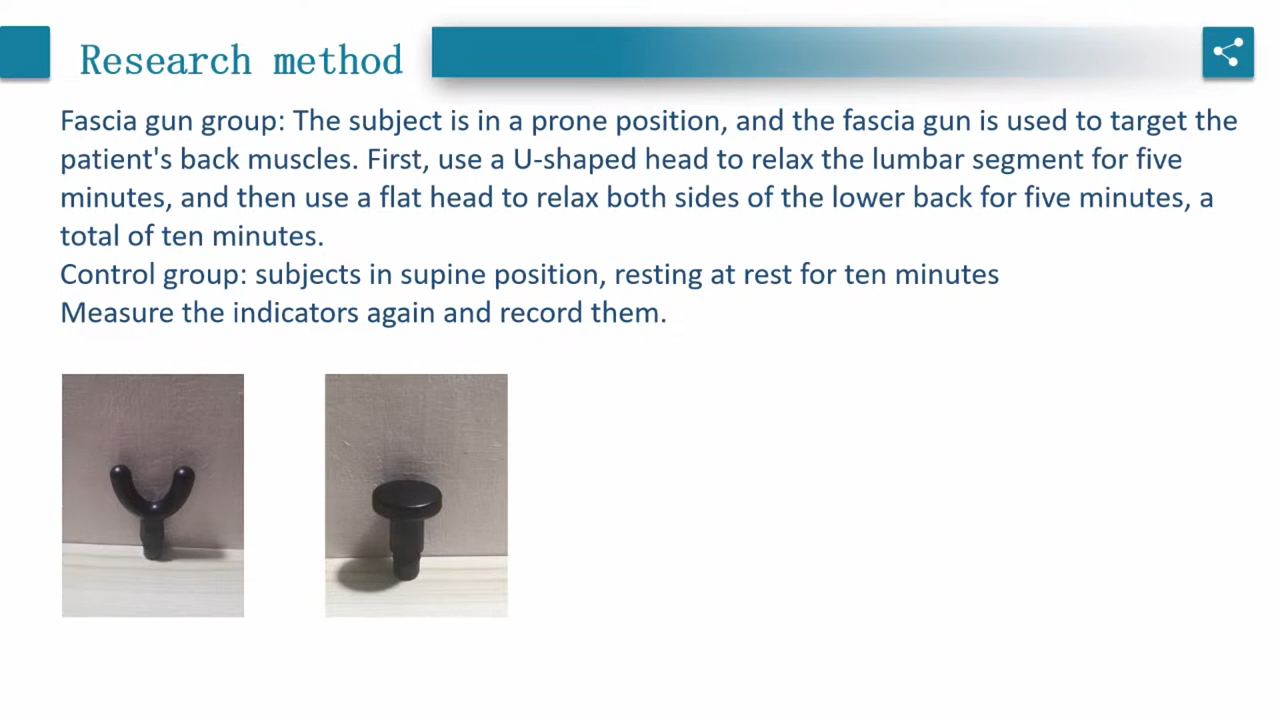 Research method
Fascia gun group: The subject is in a prone position, and the fascia gun is used to target the
patient's back muscles. First, use a U-shaped head to relax the lumbar segment for five
minutes, and then use a flat head to relax both sides of the lower back for five minutes, a
total of ten minutes.
Control group: subjects in supine position, resting at rest for ten minutes
Measure the indicators again and record them.